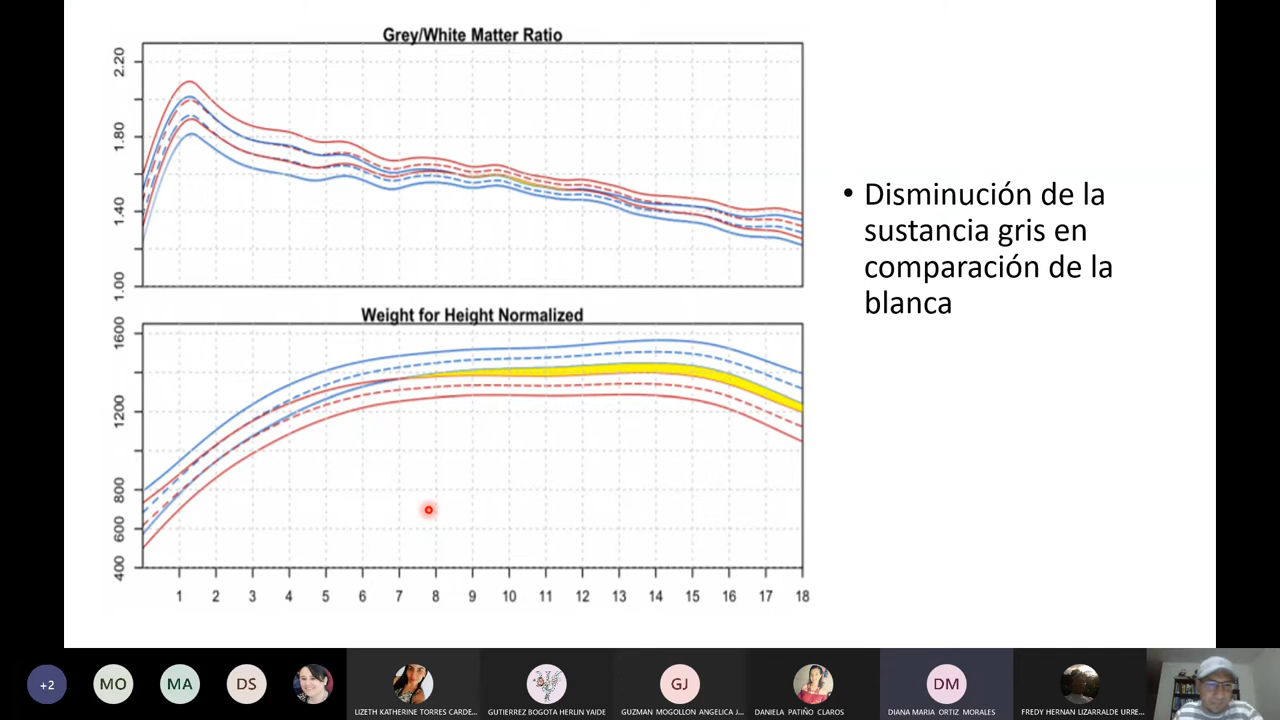 Grey/White Matter Ratio
2.20
1.80
1.40
1.00
Weight for Height Normalized
1600
1200
800
600
400
1 2 3 4 5 6 7 8 9 10 11 12 13 14 15 16 17 18
• Disminución de la
sustancia gris en
comparación de la
blanca
+2
MO
MA
DS
GJ
DM
LIZETH KATHERINE TORRES CARDE...
GUTIERREZ BOGOTA HERLIN YAIDE
GUZMAN MOGOLLON ANGELICA J...
DANIELA PATIÑO CLAROS
DIANA MARIA ORTIZ MORALES
FREDY HERNAN LIZARRALDE URRE...